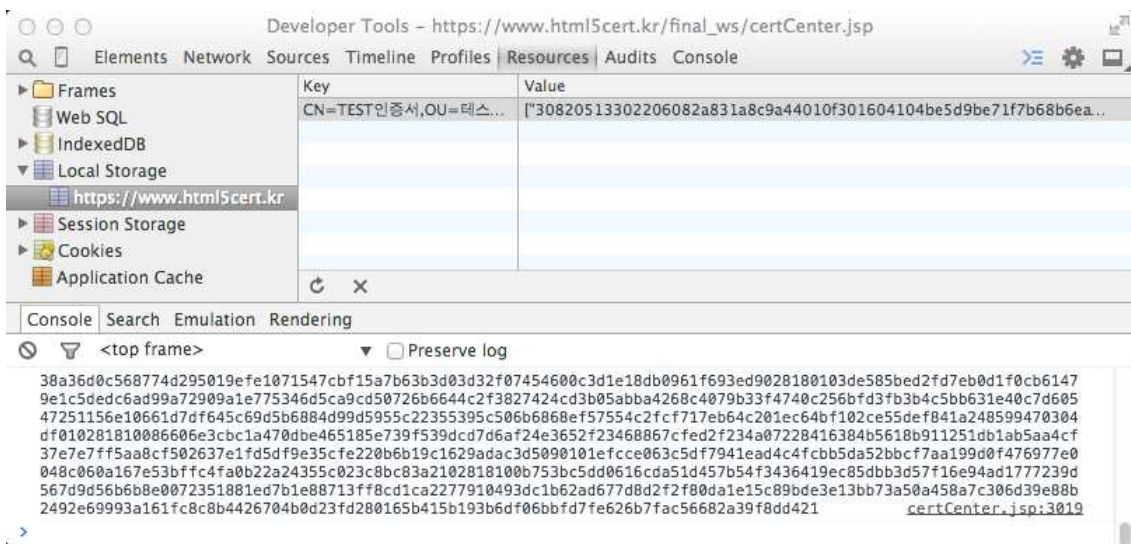 Developer Tools – https://www.html5cert.kr/final_ws/certCenter.jsp
Elements Network Sources Timeline Profiles Resources Audits Console
Key Value
Frames
CN=TEST인증서,OU=테스... ["30820513302206082a831a8c9a44010f301604104be5d9be71f7b68b6ea...
Web SQL
IndexedDB
Local Storage
https://www.html5cert.kr
Session Storage
Cookies
Application Cache
Console Search Emulation Rendering
<top frame> Preserve log
38a36d0c568774d295019efe1071547cbf15a7b63b3d03d32f07454600c3d1e18db0961f693ed9028180103de585bed2fd7eb0d1f0cb6147
9e1c5dedc6ad99a72909a1e775346d5ca9cd50726b6644c2f3827424cd3b05abba4268c4079b33f4740c256bfd3fb3b4c5bb631e40c7d605
47251156e10661d7df645c69d5b6884d99d5955c22355395c506b6868ef57554c2fcf717eb64c201ec64bf102ce55def841a248599470304
df010281810086606e3cbc1a470dbe465185e739f539dcd7d6af24e3652f23468867cfed2f234a07228416384b5618b911251db1ab5aa4cf
37e7e7ff5aa8cf502637e1fd5df9e35cfe220b6b19c1629adac3d5090101efcce063c5df7941ead4c4fcbb5da52bbcf7aa199d0f476977e0
048c060a167e53bffc4fa0b22a24355c023c8bc83a2102818100b753bc5dd0616cda51d457b54f3436419ec85dbb3d57f16e94ad1777239d
567d9d56b6b8e0072351881ed7b1e88713ff8cd1ca2277910493dc1b62ad677d8d2f2f80da1e15c89bde3e13bb73a50a458a7c306d39e88b
2492e69993a161fc8c8b4426704b0d23fd280165b415b193b6df06bbfd7fe626b7fac56682a39f8dd421 certCenter.jsp:3019